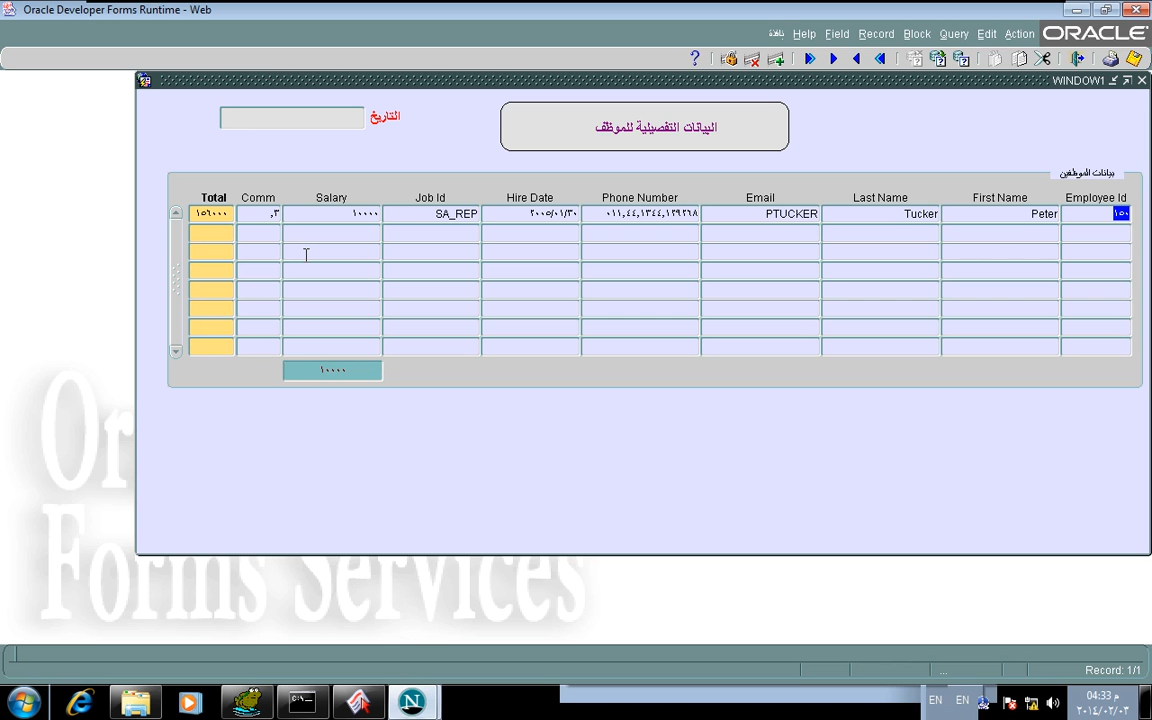 Oracle Developer Forms Runtime - Web
نافذة Help Field Record Block Query Edit Action ORACLE
WINDOW1
التاريخ
البيانات التفصيلية للموظف
بيانات الموظفين
Total Comm Salary Job Id Hire Date Phone Number Email Last Name First Name Employee Id
١٥٦٠٠٠ ,٣ ١٠٠٠٠ SA_REP ٢٠٠٥/٠١/٣٠ ٠١١,٤٤,١٣٤٤,١٢٩٢٦٨ PTUCKER Tucker Peter ١٥٠
١٠٠٠٠
Or
Forms Services
...
Record: 1/1
EN EN
04:33 م
٢٠١٤/٠٢/٠٣